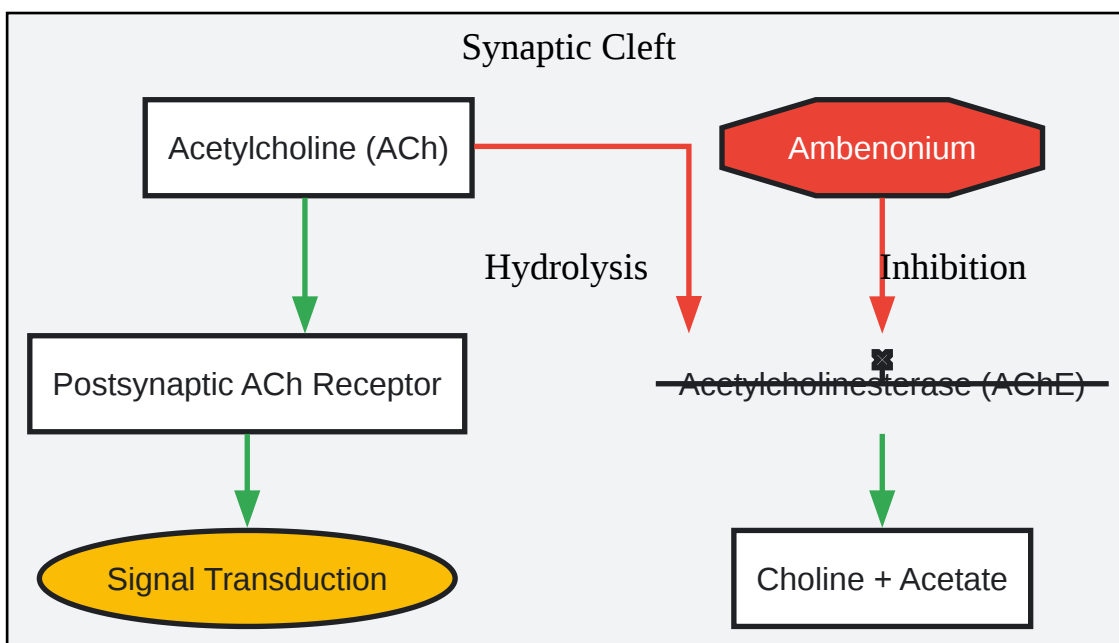 Synaptic Cleft
Acetylcholine (ACh)
Ambenonium
Hydrolysis
Inhibition
Postsynaptic ACh Receptor
Acetylcholinesterase (AChE)
Signal Transduction
Choline + Acetate